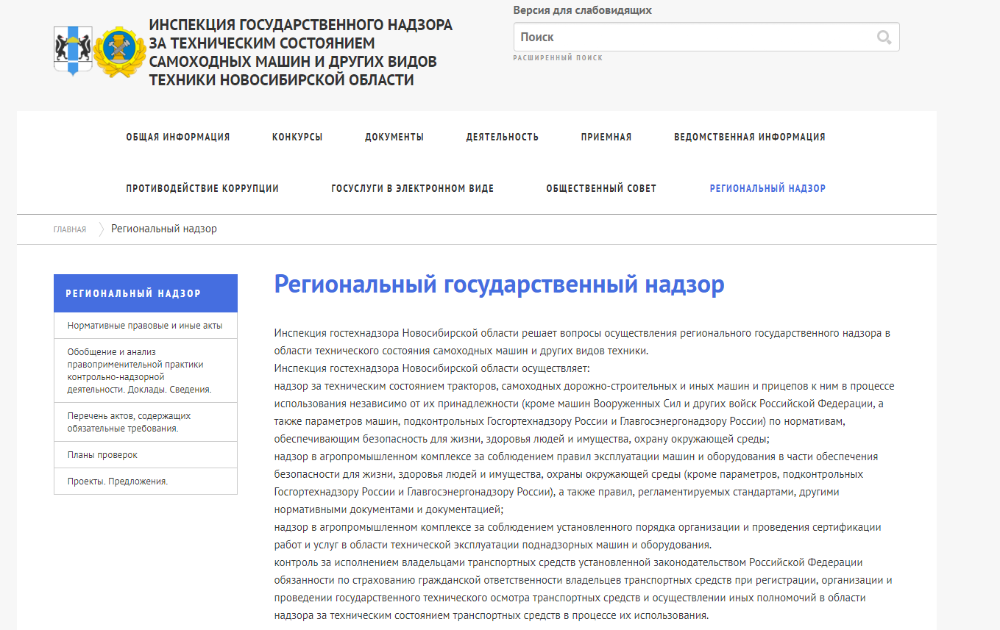 ИНСПЕКЦИЯ ГОСУДАРСТВЕННОГО НАДЗОРА
ЗА ТЕХНИЧЕСКИМ СОСТОЯНИЕМ
САМОХОДНЫХ МАШИН И ДРУГИХ ВИДОВ
ТЕХНИКИ НОВОСИБИРСКОЙ ОБЛАСТИ
Версия для слабовидящих
Поиск
РАСШИРЕННЫЙ ПОИСК
ОБЩАЯ ИНФОРМАЦИЯ КОНКУРСЫ ДОКУМЕНТЫ ДЕЯТЕЛЬНОСТЬ ПРИЕМНАЯ ВЕДОМСТВЕННАЯ ИНФОРМАЦИЯ
ПРОТИВОДЕЙСТВИЕ КОРРУПЦИИ ГОСУСЛУГИ В ЭЛЕКТРОННОМ ВИДЕ ОБЩЕСТВЕННЫЙ СОВЕТ РЕГИОНАЛЬНЫЙ НАДЗОР
ГЛАВНАЯ Региональный надзор
РЕГИОНАЛЬНЫЙ НАДЗОР
Нормативные правовые и иные акты
Обобщение и анализ
правоприменительной практики
контрольно-надзорной
деятельности. Доклады. Сведения.
Перечень актов, содержащих
обязательные требования.
Планы проверок
Проекты. Предложения.
Региональный государственный надзор
Инспекция гостехнадзора Новосибирской области решает вопросы осуществления регионального государственного надзора в
области технического состояния самоходных машин и других видов техники.
Инспекция гостехнадзора Новосибирской области осуществляет:
надзор за техническим состоянием тракторов, самоходных дорожно-строительных и иных машин и прицепов к ним в процессе
использования независимо от их принадлежности (кроме машин Вооруженных Сил и других войск Российской Федерации, а
также параметров машин, подконтрольных Госгортехнадзору России и Главгосэнергонадзору России) по нормативам,
обеспечивающим безопасность для жизни, здоровья людей и имущества, охрану окружающей среды;
надзор в агропромышленном комплексе за соблюдением правил эксплуатации машин и оборудования в части обеспечения
безопасности для жизни, здоровья людей и имущества, охраны окружающей среды (кроме параметров, подконтрольных
Госгортехнадзору России и Главгосэнергонадзору России), а также правил, регламентируемых стандартами, другими
нормативными документами и документацией;
надзор в агропромышленном комплексе за соблюдением установленного порядка организации и проведения сертификации
работ и услуг в области технической эксплуатации поднадзорных машин и оборудования.
контроль за исполнением владельцами транспортных средств установленной законодательством Российской Федерации
обязанности по страхованию гражданской ответственности владельцев транспортных средств при регистрации, организации и
проведении государственного технического осмотра транспортных средств и осуществлении иных полномочий в области
надзора за техническим состоянием транспортных средств в процессе их использования.